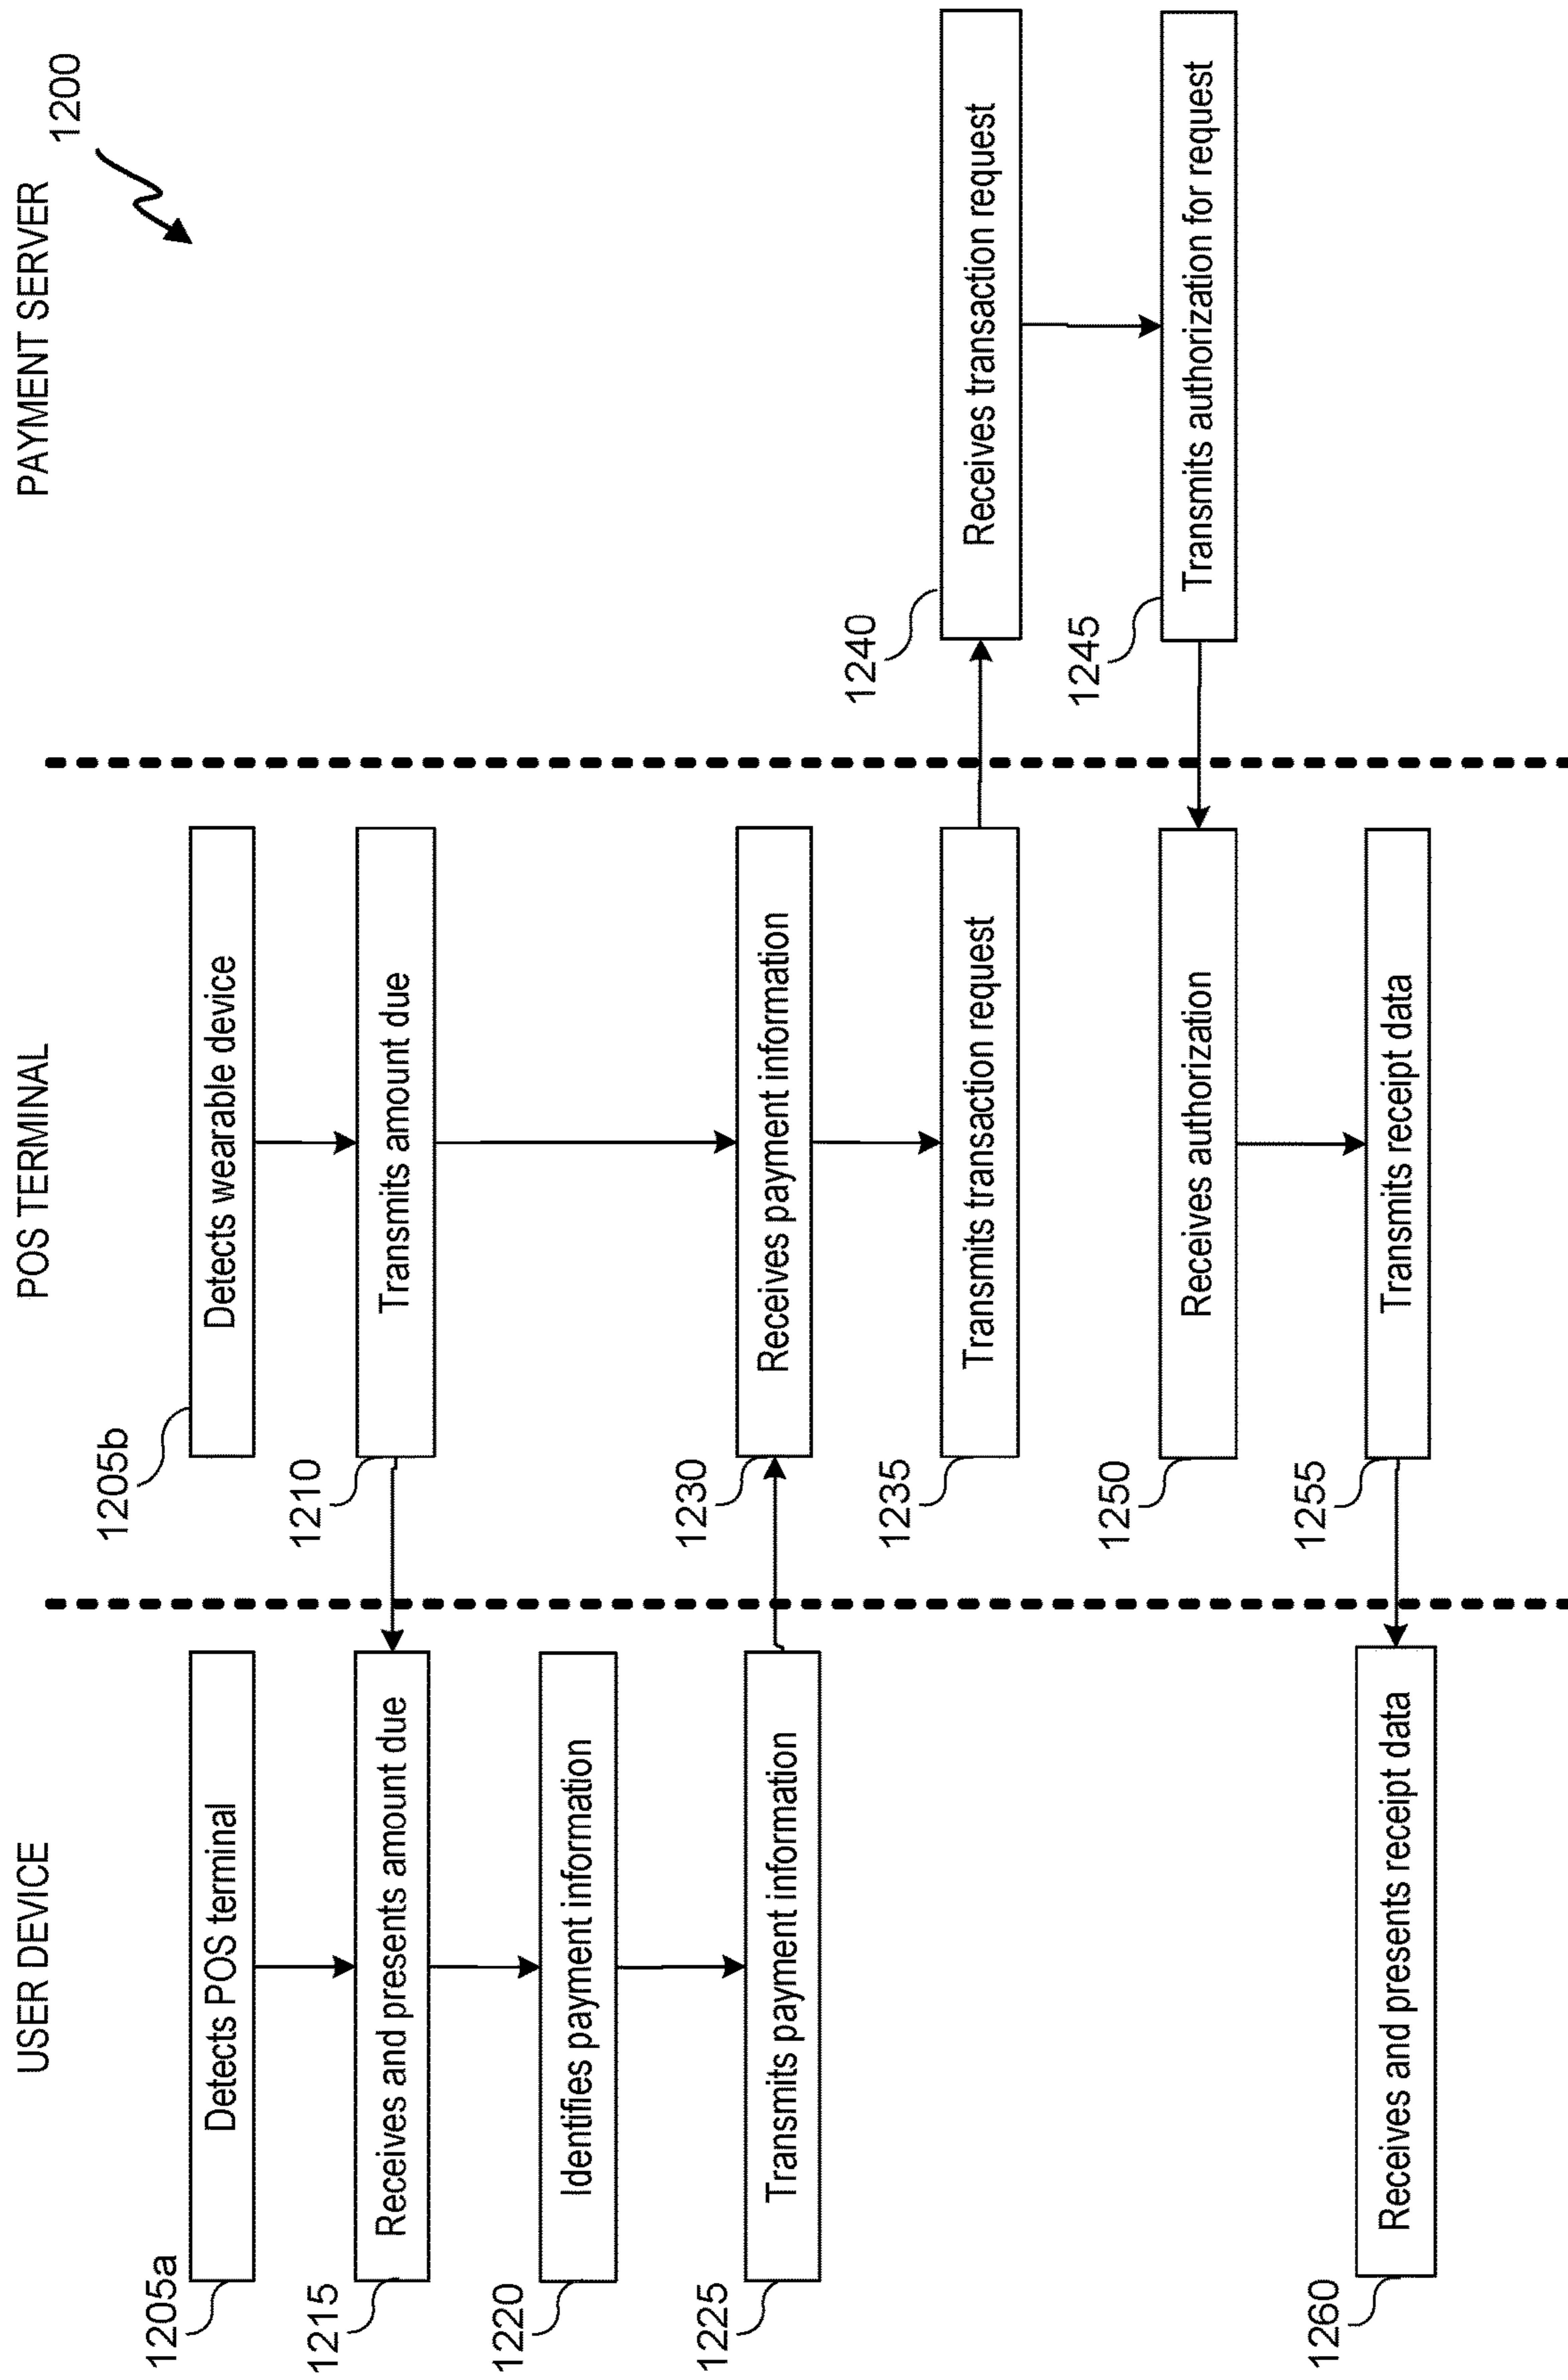 USER DEVICE
POS TERMINAL
PAYMENT SERVER
1200
1205a
Detects POS terminal
1205b
Detects wearable device
1210
Transmits amount due
1215
Receives and presents amount due
1220
Identifies payment information
1225
Transmits payment information
1230
Receives payment information
1235
Transmits transaction request
1240
Receives transaction request
1245
Transmits authorization for request
1250
Receives authorization
1255
Transmits receipt data
1260
Receives and presents receipt data